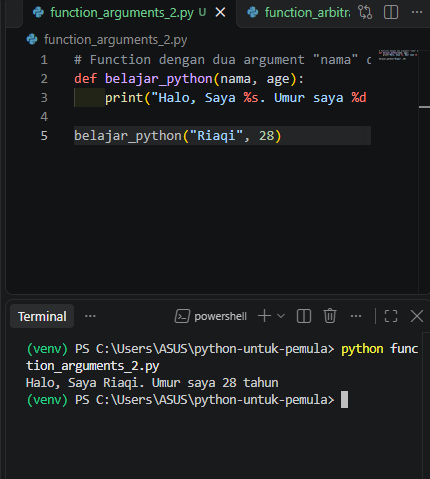 function_arguments_2.py U
function_arbitra
function_arguments_2.py
1 # Function dengan dua argument "nama" d
2 def belajar_python(nama, age):
3 print("Halo, Saya %s. Umur saya %d
4
5 belajar_python("Riaqi", 28)
Terminal
powershell
(venv) PS C:\Users\ASUS\python-untuk-pemula> python func
tion_arguments_2.py
Halo, Saya Riaqi. Umur saya 28 tahun
(venv) PS C:\Users\ASUS\python-untuk-pemula>